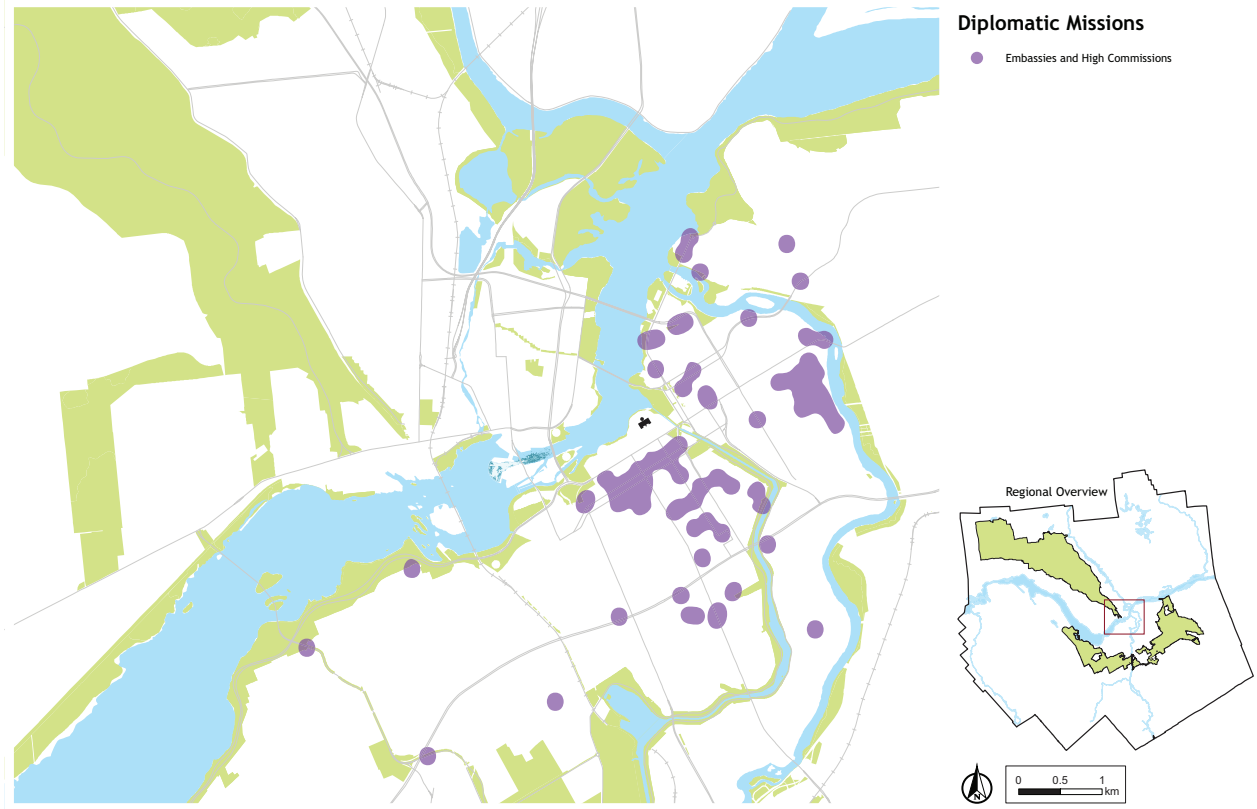 Diplomatic Missions
Embassies and High Commissions
Regional Overview
N
0 0.5 1
km